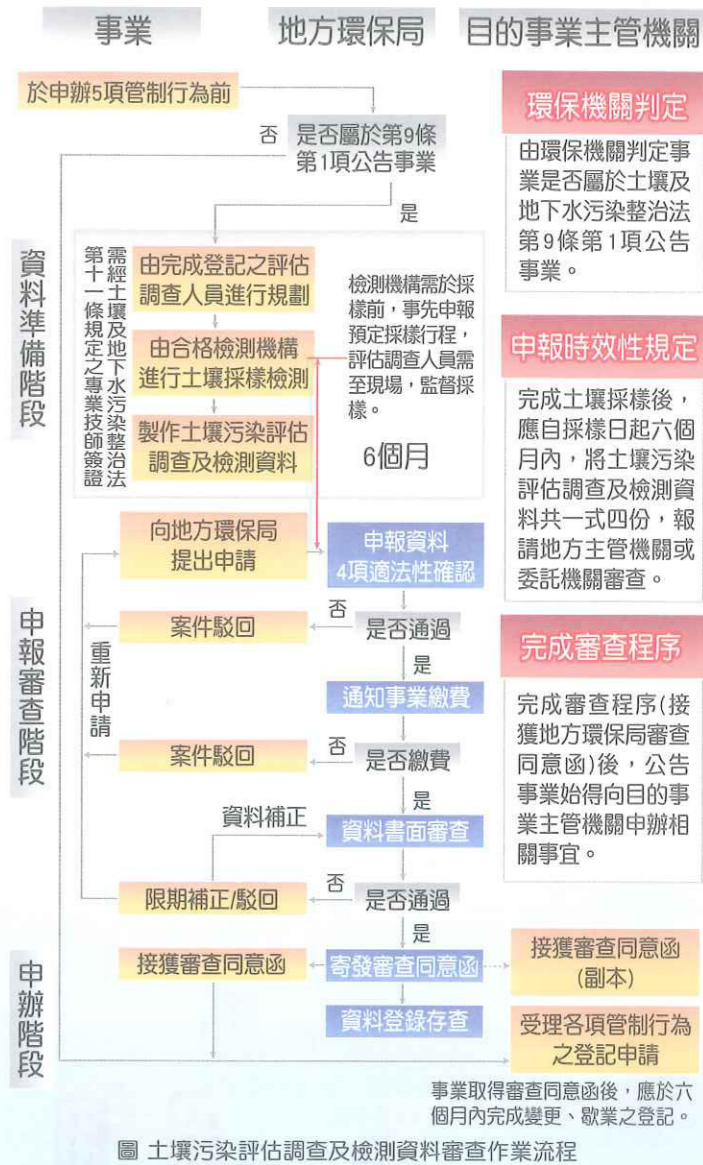 事業
地方環保局
目的事業主管機關
於申辦5項管制行為前
否
是否屬於第9條
第1項公告事業
是
資料準備階段
需經土壤及地下水污染整治法
第十一條規定之專業技師簽證
由完成登記之評估
調查人員進行規劃
由合格檢測機構
進行土壤採樣檢測
製作土壤污染評估
調查及檢測資料
檢測機構需於採
樣前，事先申報
預定採樣行程，
評估調查人員需
至現場，監督採
樣。
6個月
申報審查階段
向地方環保局
提出申請
申報資料
4項適法性確認
案件駁回
否
是否通過
是
重新申請
通知事業繳費
案件駁回
否
是否繳費
是
資料補正
資料書面審查
限期補正/駁回
否
是否通過
是
申辦階段
接獲審查同意函
寄發審查同意函
接獲審查同意函
(副本)
資料登錄存查
受理各項管制行為
之登記申請
事業取得審查同意函後，應於六
個月內完成變更、歇業之登記。
環保機關判定
由環保機關判定事
業是否屬於土壤及
地下水污染整治法
第9條第1項公告
事業。
申報時效性規定
完成土壤採樣後，
應自採樣日起六個
月內，將土壤污染
評估調查及檢測資
料共一式四份，報
請地方主管機關或
委託機關審查。
完成審查程序
完成審查程序(接
獲地方環保局審查
同意函)後，公告
事業始得向目的事
業主管機關申辦相
關事宜。
圖 土壤污染評估調查及檢測資料審查作業流程